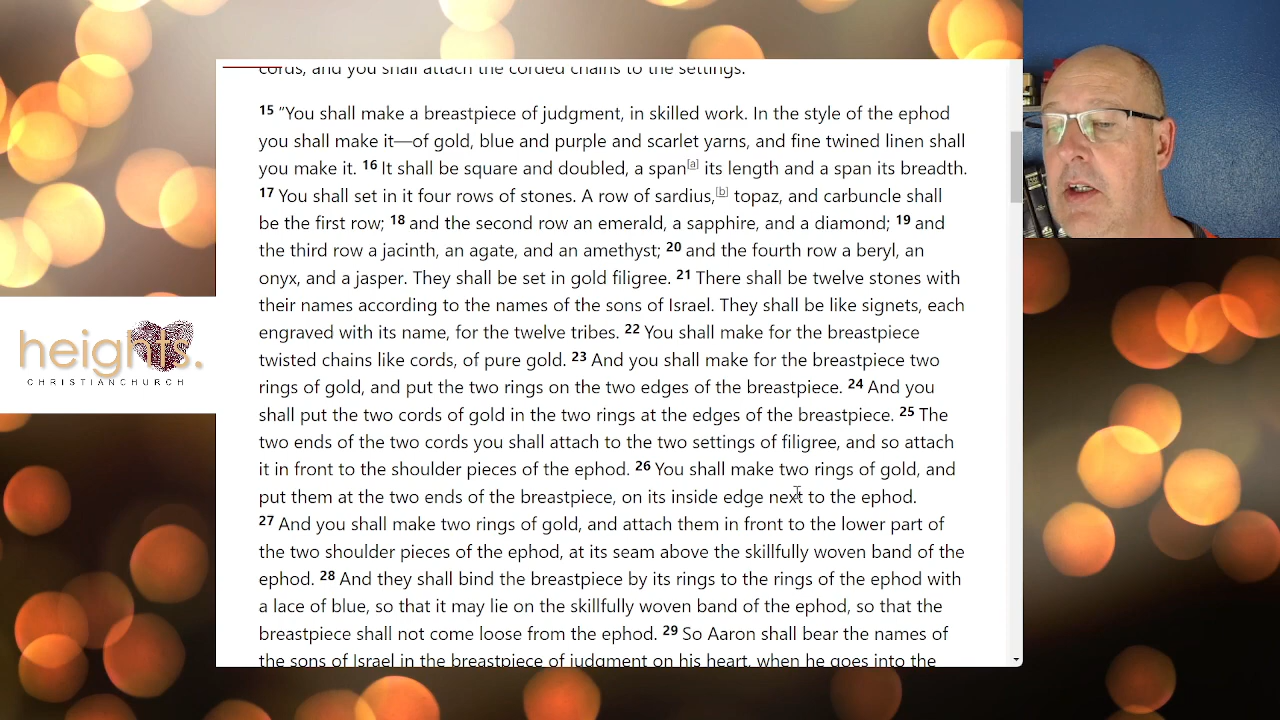 cords, and you shall attach the corded chains to the settings.
15 "You shall make a breastpiece of judgment, in skilled work. In the style of the ephod
you shall make it—of gold, blue and purple and scarlet yarns, and fine twined linen shall
you make it. 16 It shall be square and doubled, a span[a] its length and a span its breadth.
17 You shall set in it four rows of stones. A row of sardius,[b] topaz, and carbuncle shall
be the first row; 18 and the second row an emerald, a sapphire, and a diamond; 19 and
the third row a jacinth, an agate, and an amethyst; 20 and the fourth row a beryl, an
onyx, and a jasper. They shall be set in gold filigree. 21 There shall be twelve stones with
their names according to the names of the sons of Israel. They shall be like signets, each
engraved with its name, for the twelve tribes. 22 You shall make for the breastpiece
twisted chains like cords, of pure gold. 23 And you shall make for the breastpiece two
rings of gold, and put the two rings on the two edges of the breastpiece. 24 And you
shall put the two cords of gold in the two rings at the edges of the breastpiece. 25 The
two ends of the two cords you shall attach to the two settings of filigree, and so attach
it in front to the shoulder pieces of the ephod. 26 You shall make two rings of gold, and
put them at the two ends of the breastpiece, on its inside edge next to the ephod.
27 And you shall make two rings of gold, and attach them in front to the lower part of
the two shoulder pieces of the ephod, at its seam above the skillfully woven band of the
ephod. 28 And they shall bind the breastpiece by its rings to the rings of the ephod with
a lace of blue, so that it may lie on the skillfully woven band of the ephod, so that the
breastpiece shall not come loose from the ephod. 29 So Aaron shall bear the names of
the sons of Israel in the breastpiece of judgment on his heart, when he goes into the
heights.
CHRISTIANCHURCH